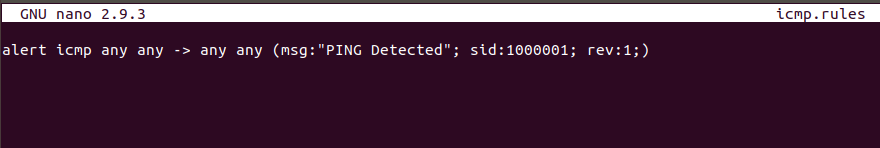 GNU nano 2.9.3 icmp.rules
alert icmp any any -> any any (msg:"PING Detected"; sid:1000001; rev:1;)